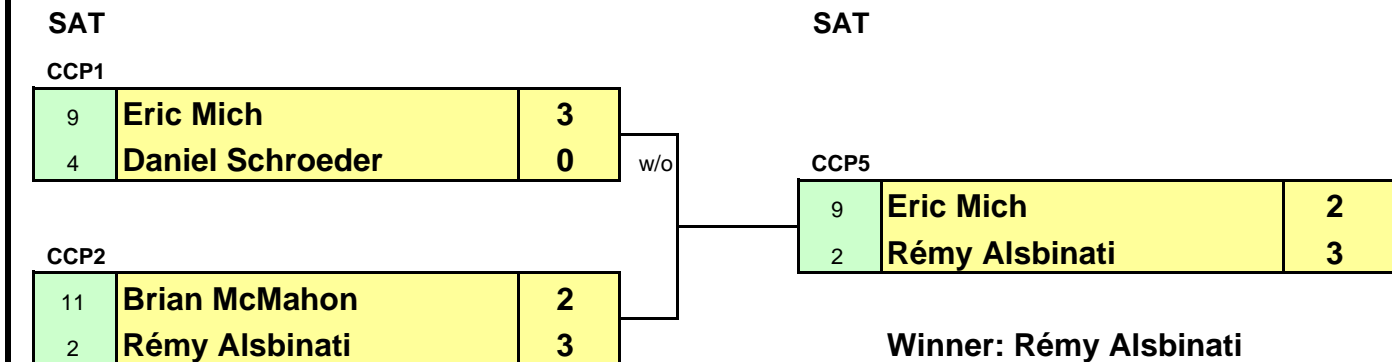 SAT SAT
CCP1
9 Eric Mich 3
4 Daniel Schroeder 0 w/o
CCP5
9 Eric Mich 2
2 Rémy Alsbinati 3
CCP2
11 Brian McMahon 2
2 Rémy Alsbinati 3
Winner: Rémy Alsbinati